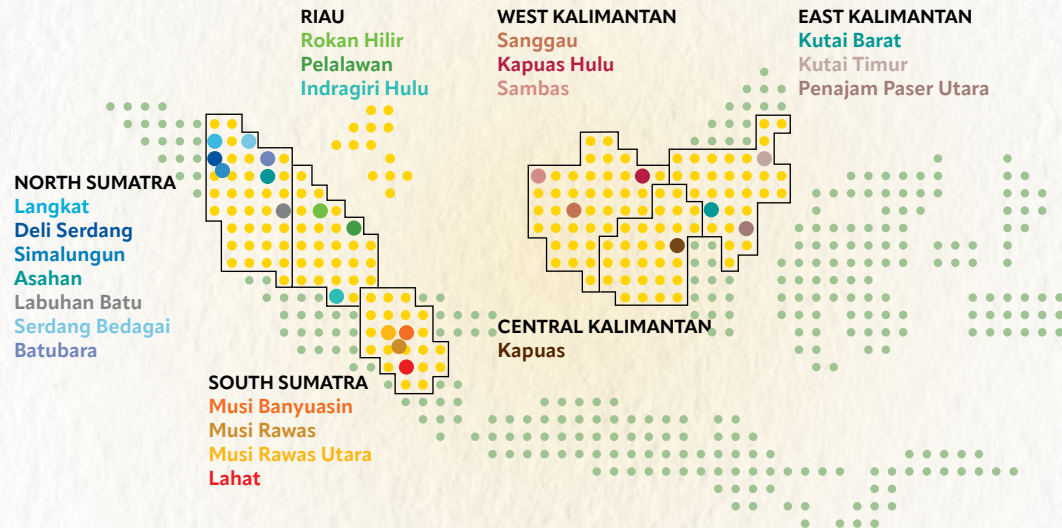 RIAU
Rokan Hilir
Pelalawan
Indragiri Hulu
WEST KALIMANTAN
Sanggau
Kapuas Hulu
Sambas
EAST KALIMANTAN
Kutai Barat
Kutai Timur
Penajam Paser Utara
NORTH SUMATRA
Langkat
Deli Serdang
Simalungun
Asahan
Labuhan Batu
Serdang Bedagai
Batubara
CENTRAL KALIMANTAN
Kapuas
SOUTH SUMATRA
Musi Banyuasin
Musi Rawas
Musi Rawas Utara
Lahat